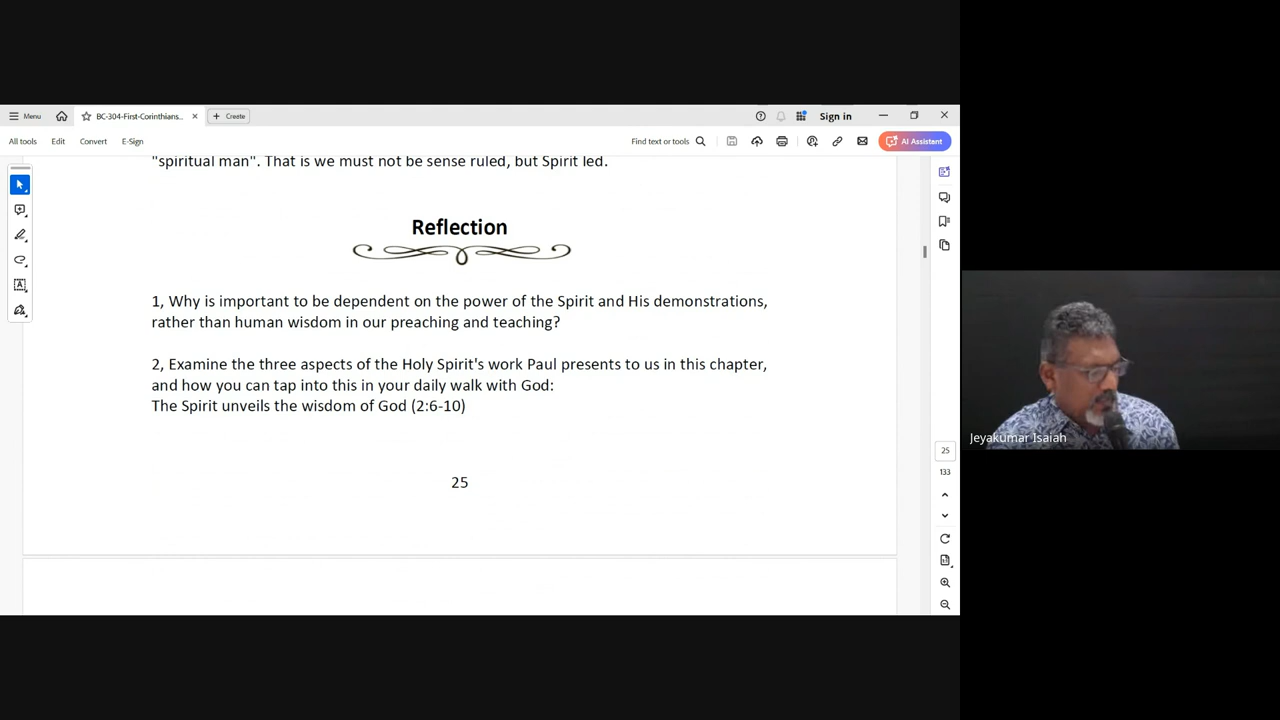 Menu
BC-304-First-Corinthians...
Create
Sign in
All tools
Edit
Convert
E-Sign
Find text or tools
AI Assistant
"spiritual man". That is we must not be sense ruled, but Spirit led.
Reflection
1, Why is important to be dependent on the power of the Spirit and His demonstrations,
rather than human wisdom in our preaching and teaching?
2, Examine the three aspects of the Holy Spirit's work Paul presents to us in this chapter,
and how you can tap into this in your daily walk with God:
The Spirit unveils the wisdom of God (2:6-10)
25
25
133
Jeyakumar Isaiah